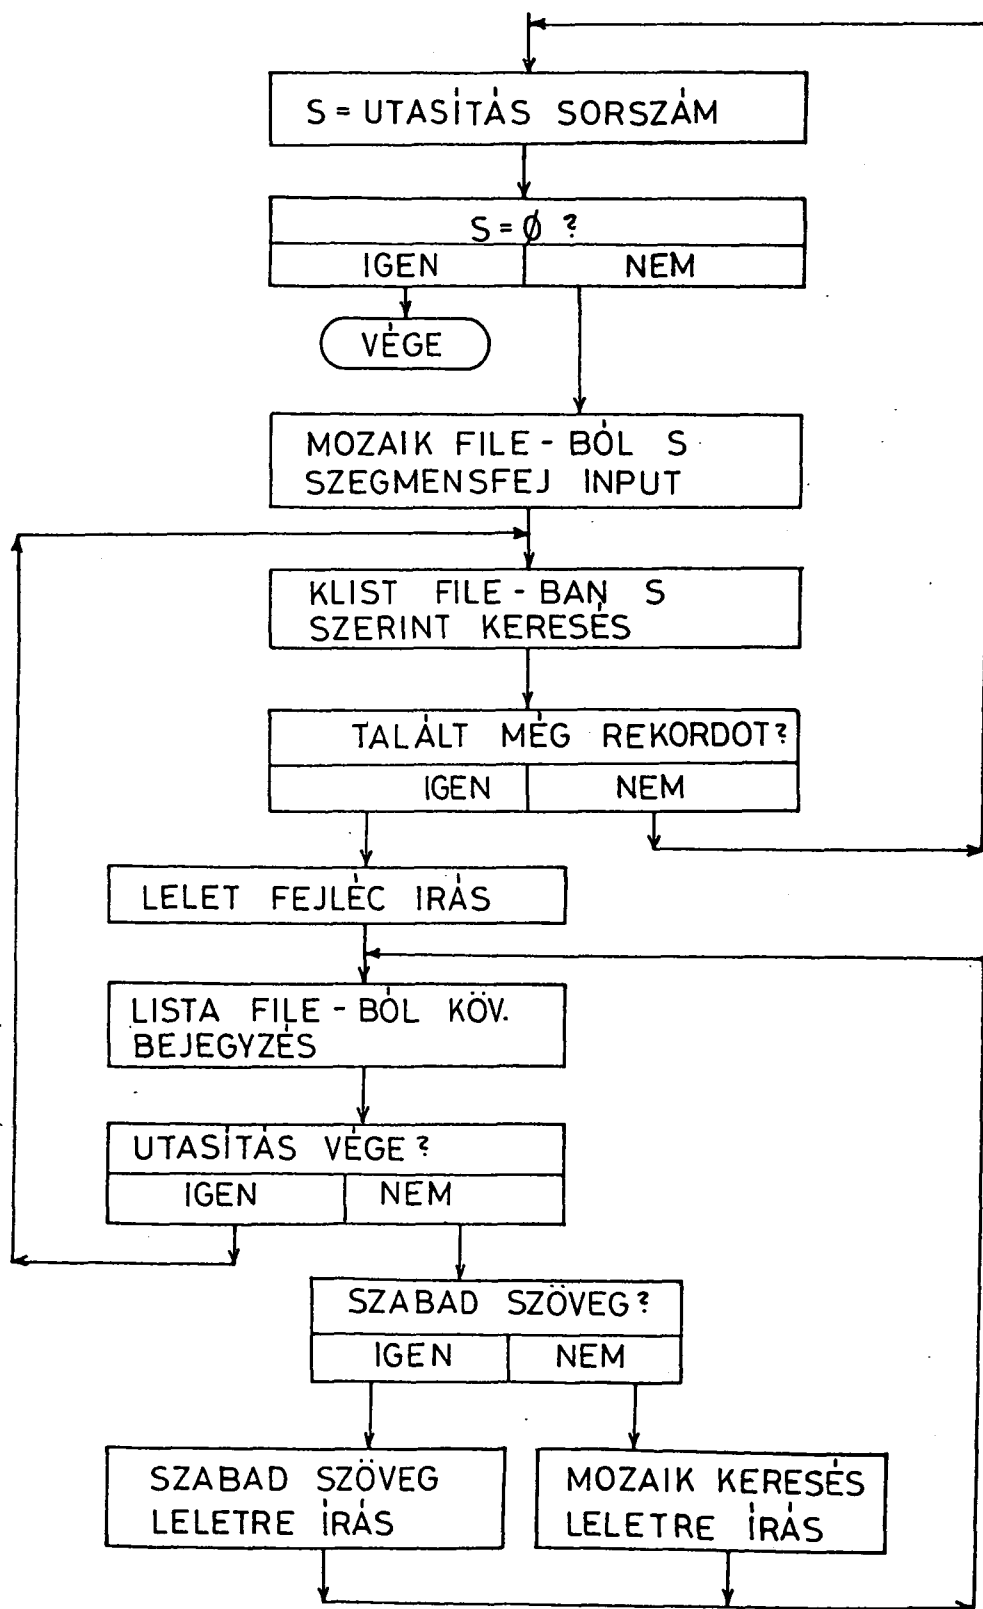 S = UTASÍTÁS SORSZÁM
S = Ø ?
IGEN NEM
VÉGE
MOZAIK FILE - BÓL S
SZEGMENSFEJ INPUT
KLIST FILE - BAN S
SZERINT KERESÉS
TALÁLT MÉG REKORDOT?
IGEN NEM
LELET FEJLÉC IRÁS
LISTA FILE - BÓL KÖV.
BEJEGYZÉS
UTASÍTÁS VÉGE?
IGEN NEM
SZABAD SZÖVEG?
IGEN NEM
SZABAD SZÖVEG
LELETRE ÍRÁS
MOZAIK KERESÉS
LELETRE ÍRÁS